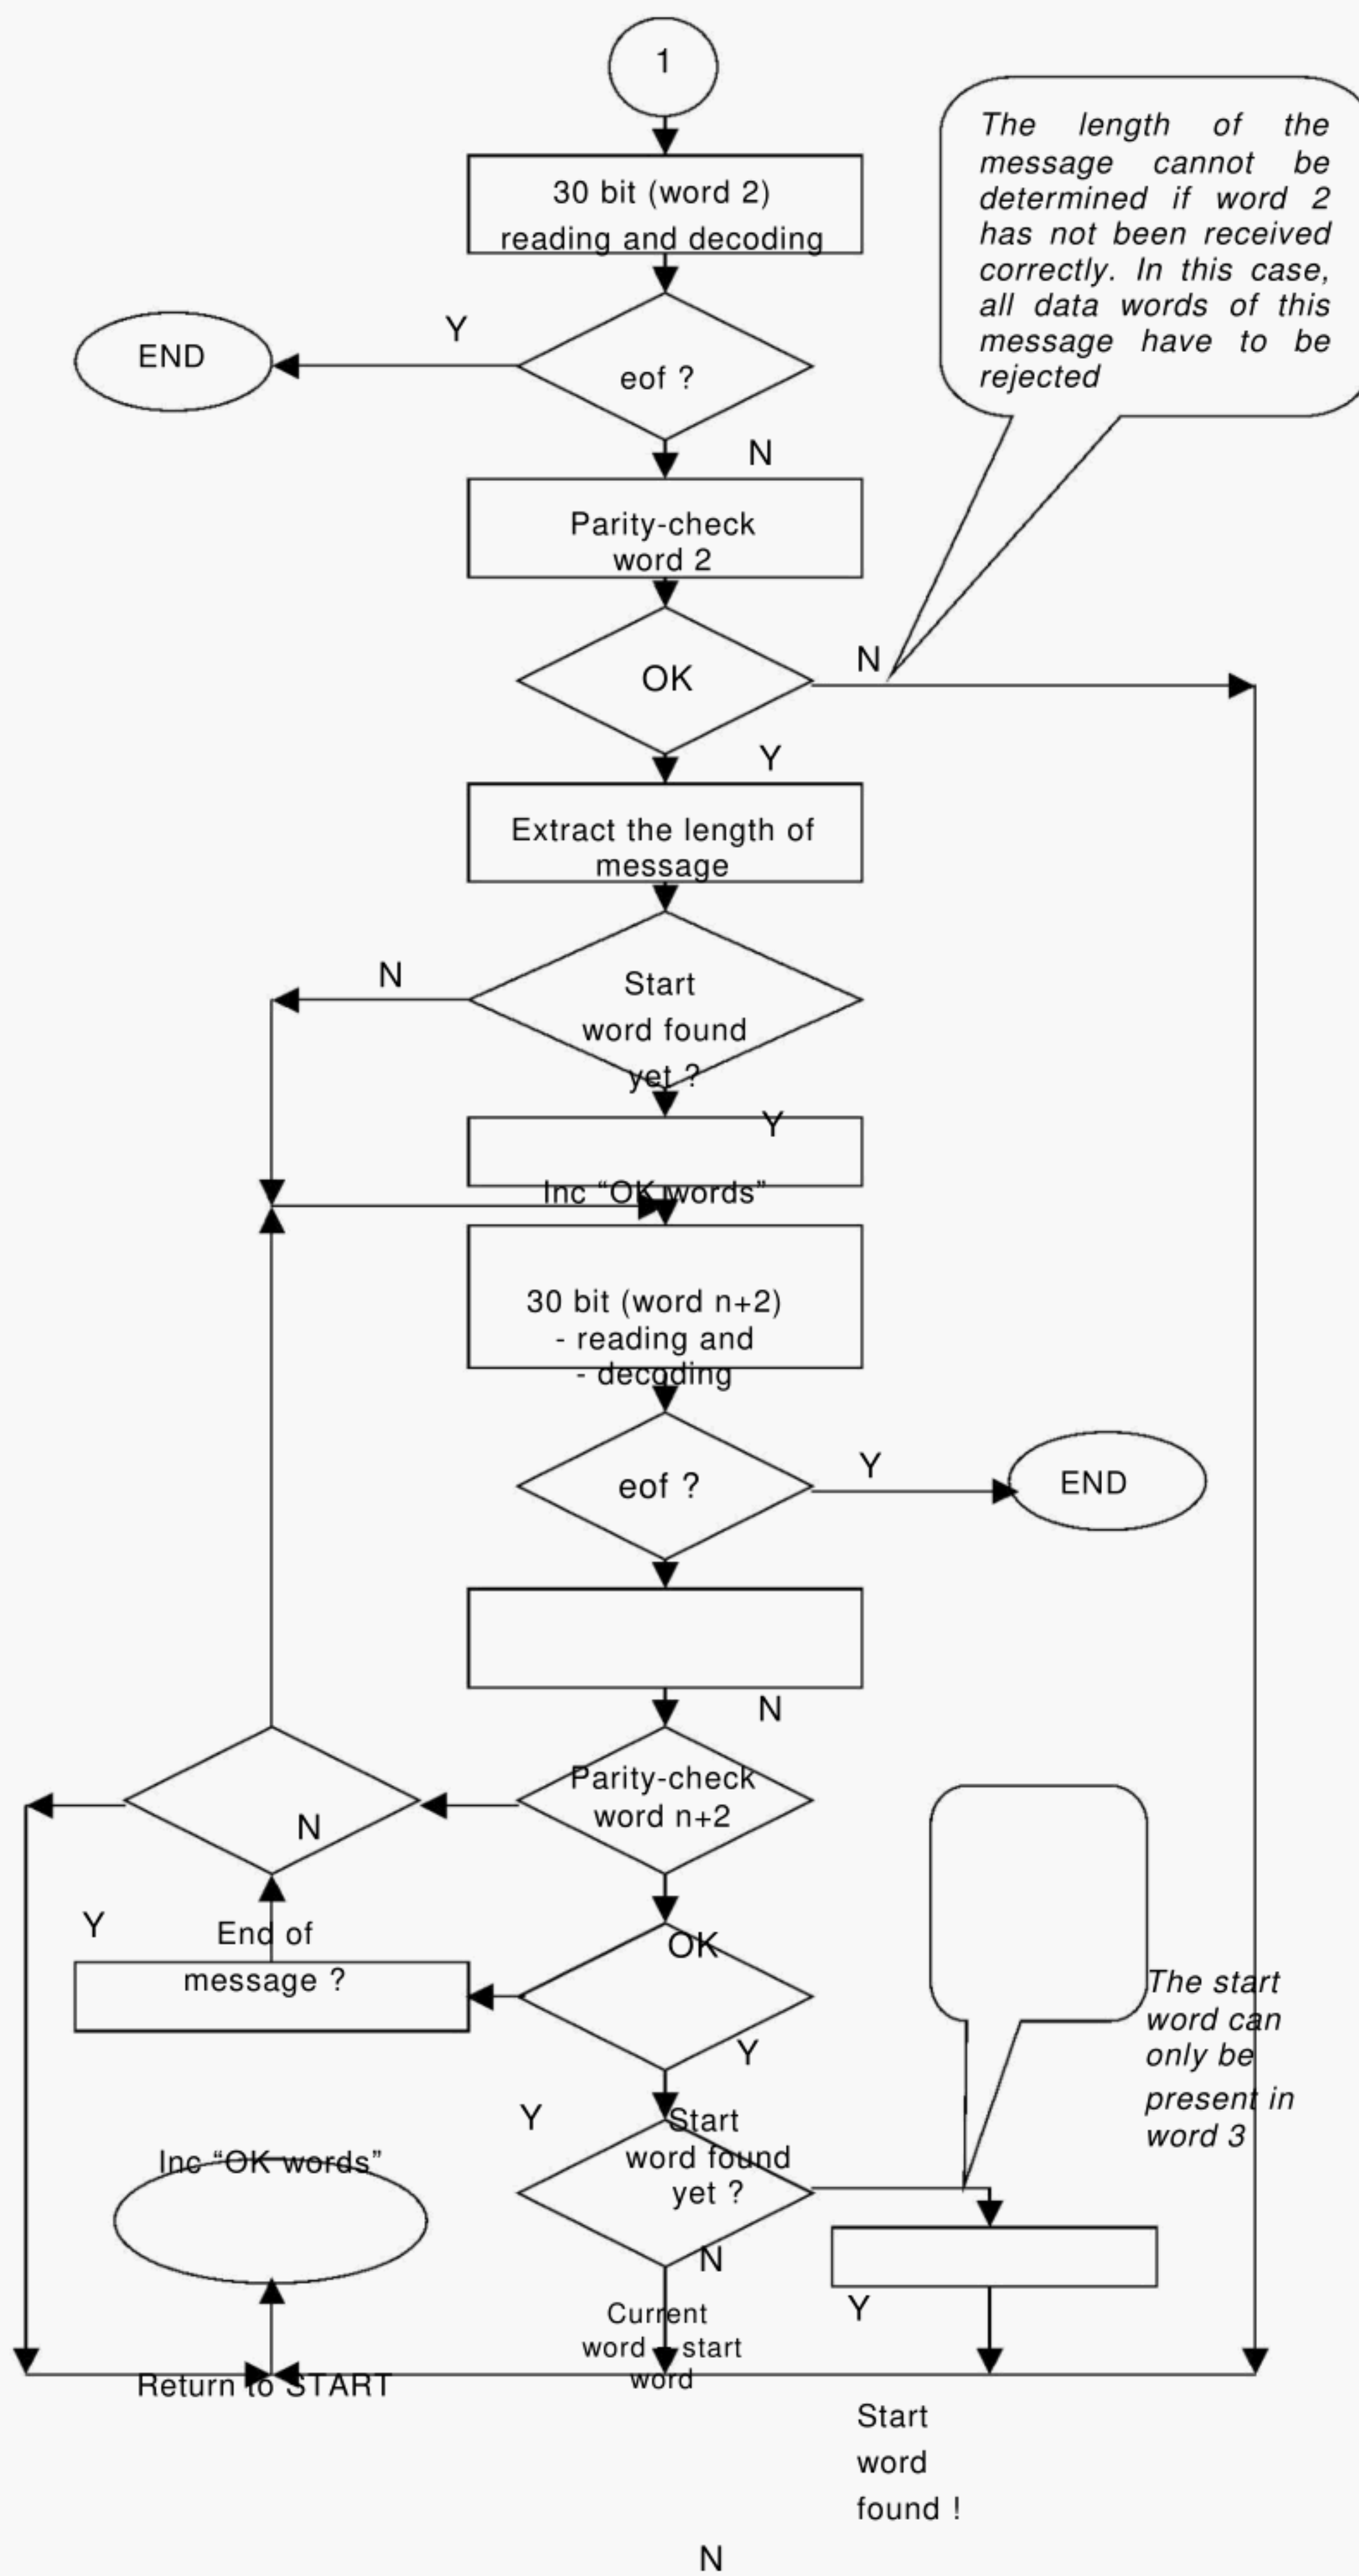 1
The length of the
message cannot be
determined if word 2
has not been received
correctly. In this case,
all data words of this
message have to be
rejected
30 bit (word 2)
reading and decoding
Y
END
eof ?
N
Parity-check
word 2
N
OK
Y
Extract the length of
message
N
Start
word found
yet ?
Y
Inc “OK words”
30 bit (word n+2)
- reading and
- decoding
Y
eof ?
END
N
Parity-check
word n+2
N
Y
End of
message ?
OK
The start
word can
only be
present in
word 3
Y
Y
Start
word found
yet ?
Inc “OK words”
N
Y
Current
word start
word
Return to START
Start
word
found !
N